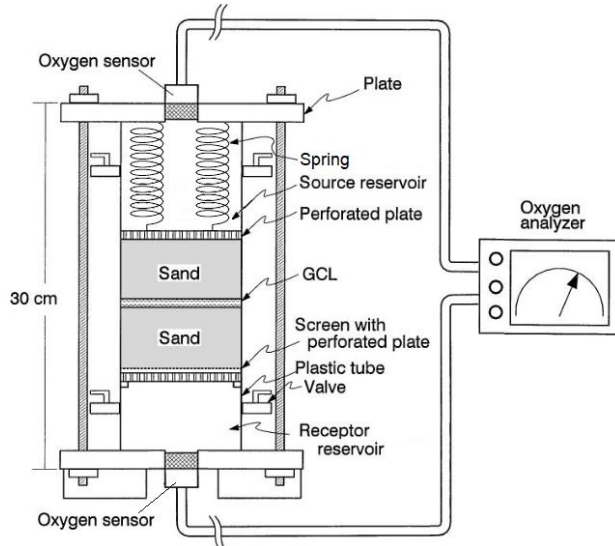 Oxygen sensor
Plate
Spring
Source reservoir
Perforated plate
Oxygen
analyzer
Sand
GCL
30 cm
Sand
Screen with
perforated plate
Plastic tube
Valve
Receptor
reservoir
Oxygen sensor